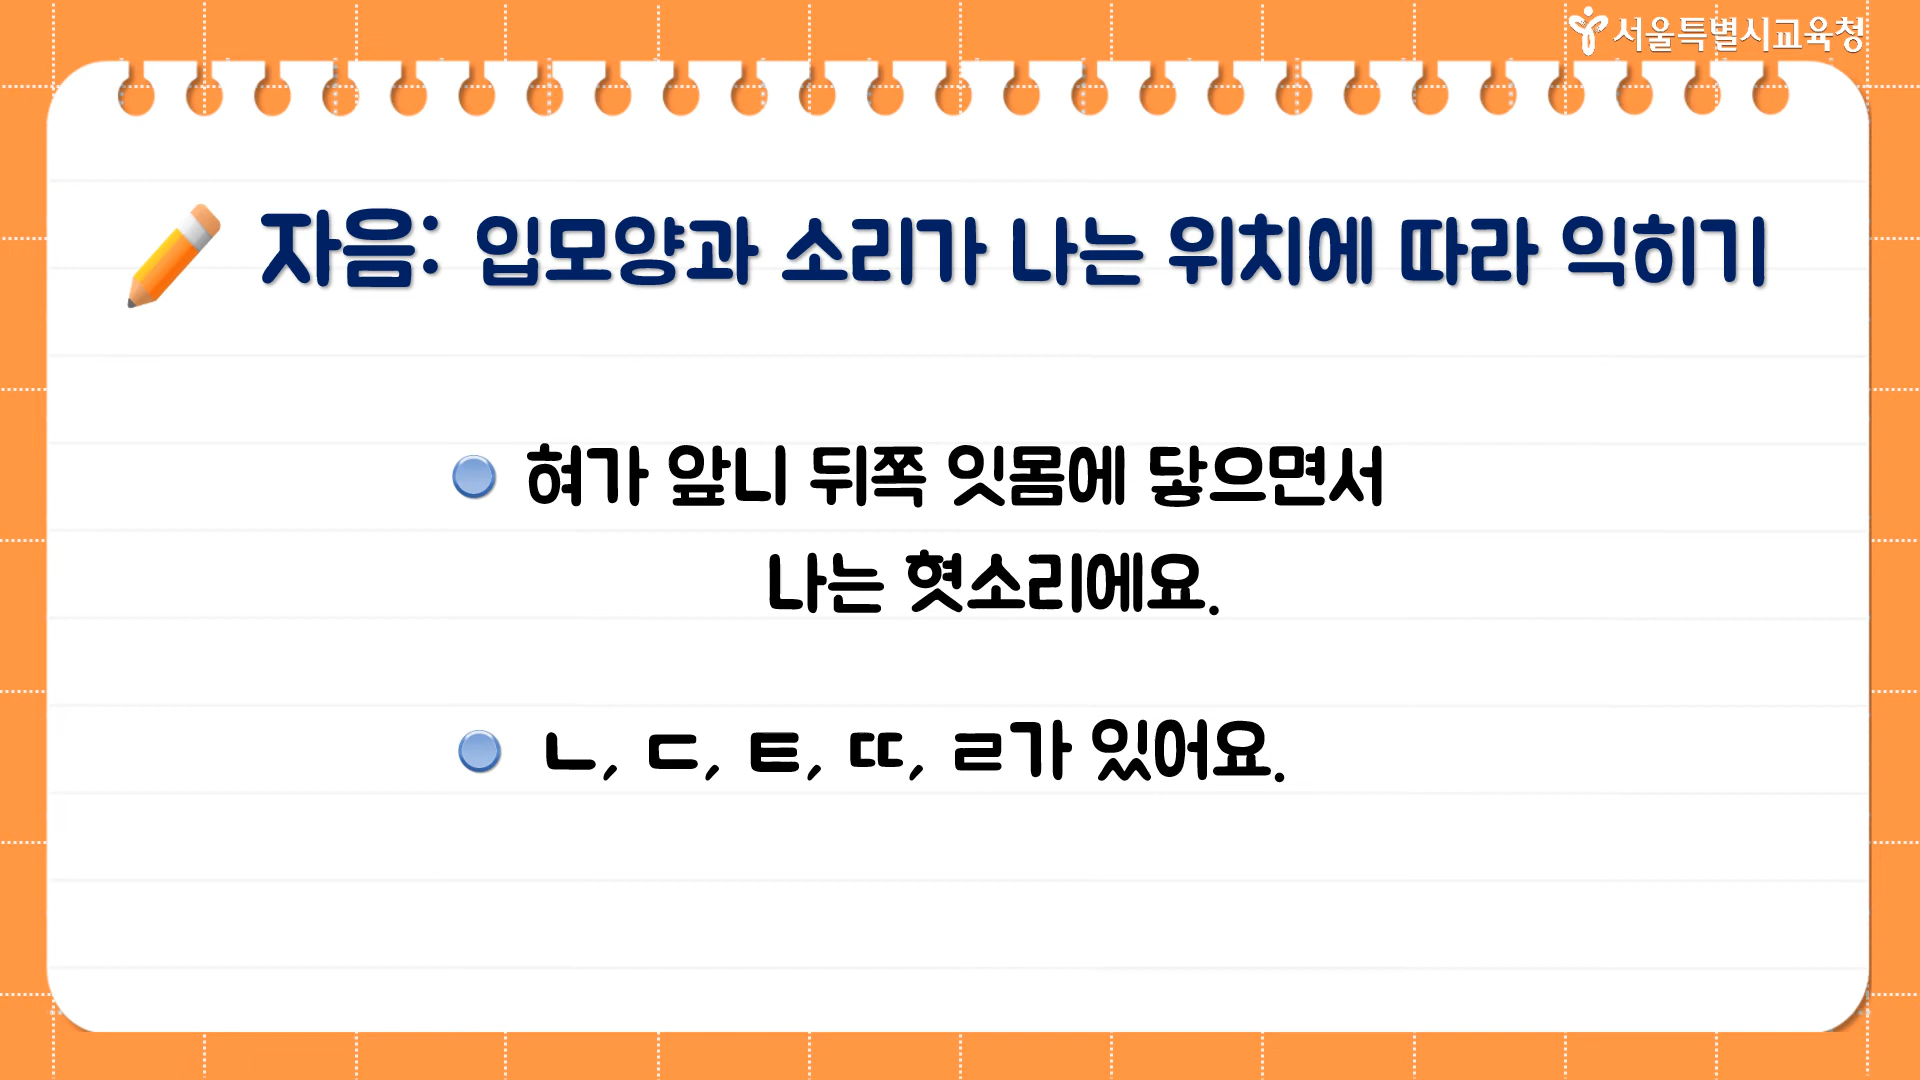 서울특별시교육청
자음: 입모양과 소리가 나는 위치에 따라 익히기
혀가 앞니 뒤쪽 잇몸에 닿으면서
나는 혓소리에요.
ㄴ, ㄷ, ㅌ, ㄸ, ㄹ가 있어요.